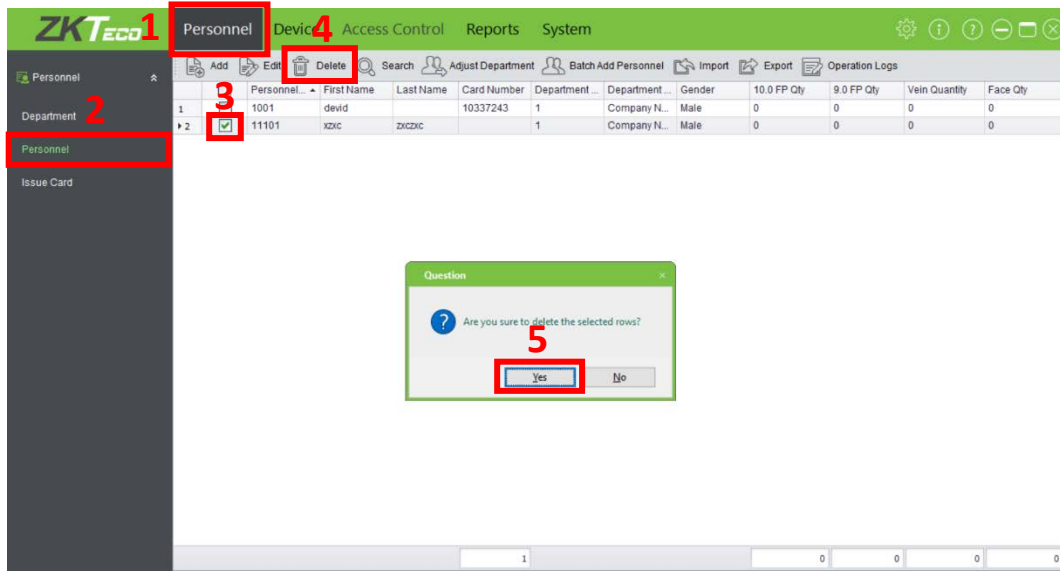 ZKTeco 1 Personnel Device 4 Access Control Reports System
Personnel
Department 2
Personnel
Issue Card
Add Edit Delete Search Adjust Department Batch Add Personnel Import Export Operation Logs
3 Personnel... First Name Last Name Card Number Department ... Department... Gender 10.0 FP Qty 9.0 FP Qty Vein Quantity Face Qty
1 1001 devid 10337243 1 Company N... Male 0 0 0 0
2 11101 xzxc zxczxc 1 Company N... Male 0 0 0 0
Question
Are you sure to delete the selected rows?
5
Yes No
1 0 0 0 0